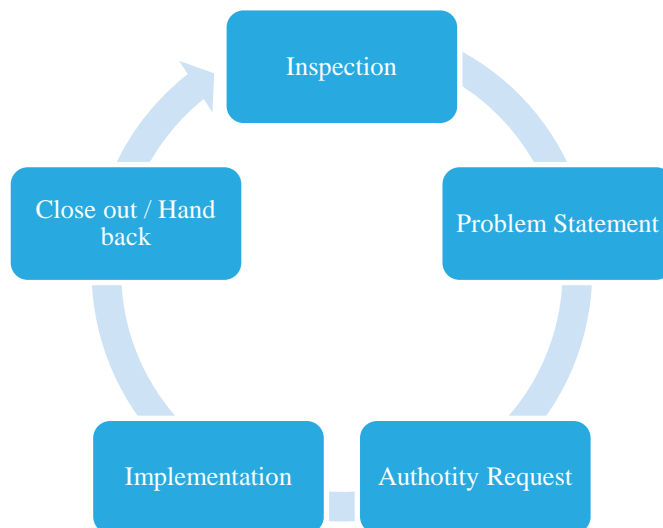 Inspection
Problem Statement
Authotity Request
Implementation
Close out / Hand
back